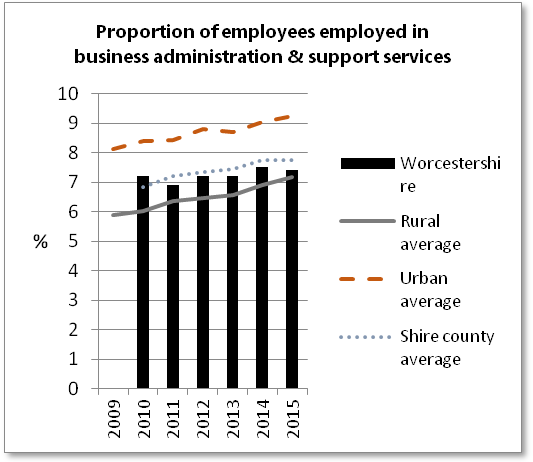 Proportion of employees employed in
business administration & support services
10
9
8
7
6
5
4
3
2
1
0
%
2009
2010
2011
2012
2013
2014
2015
Worcestershi
re
Rural
average
Urban
average
Shire county
average